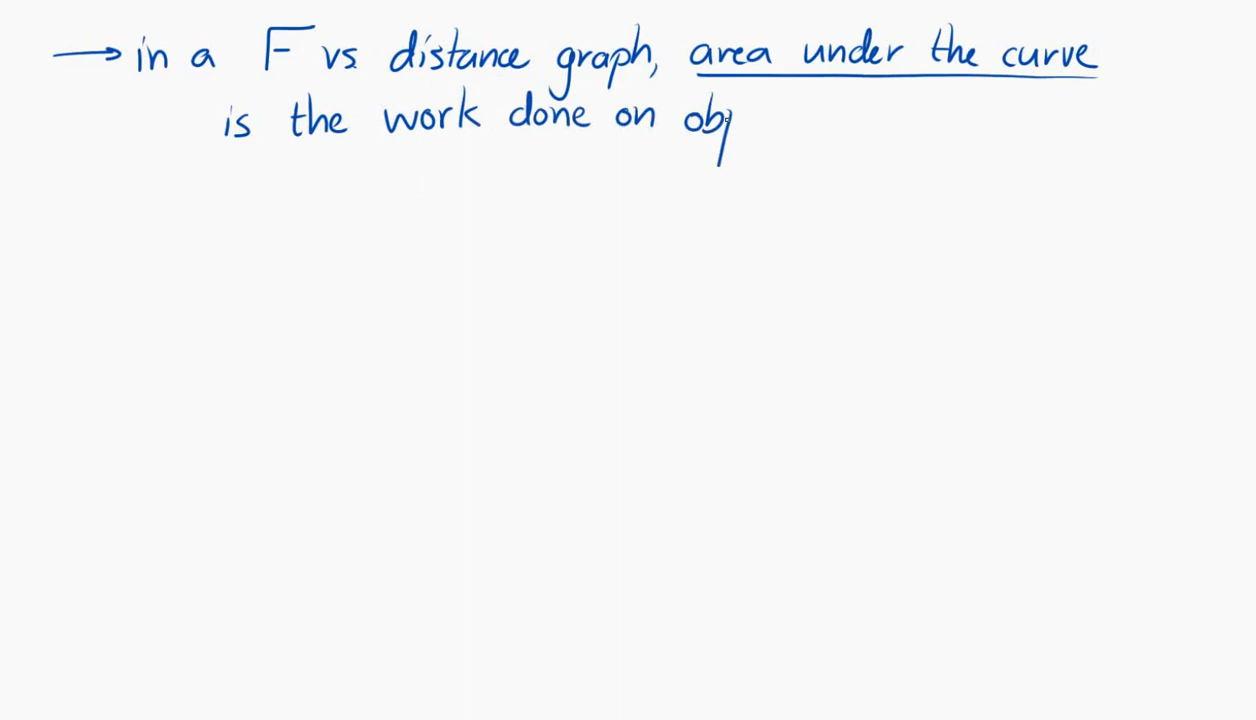 → in a F vs distance graph, area under the curve
is the work done on obj